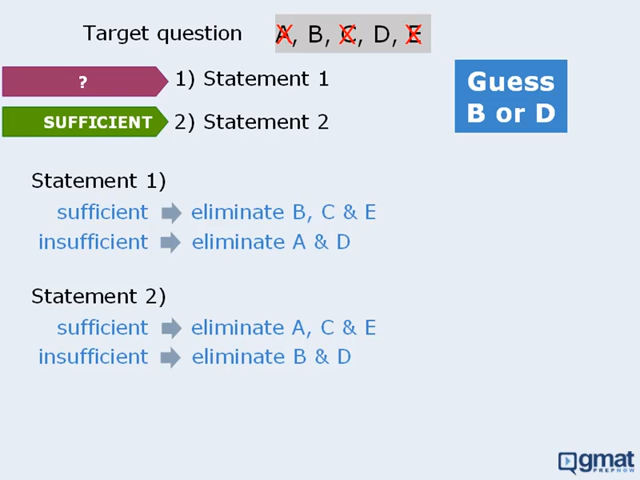 Target question A, B, C, D, E
? 1) Statement 1
SUFFICIENT 2) Statement 2
Guess
B or D
Statement 1)
sufficient eliminate B, C & E
insufficient eliminate A & D
Statement 2)
sufficient eliminate A, C & E
insufficient eliminate B & D
gmat
PREPNOW